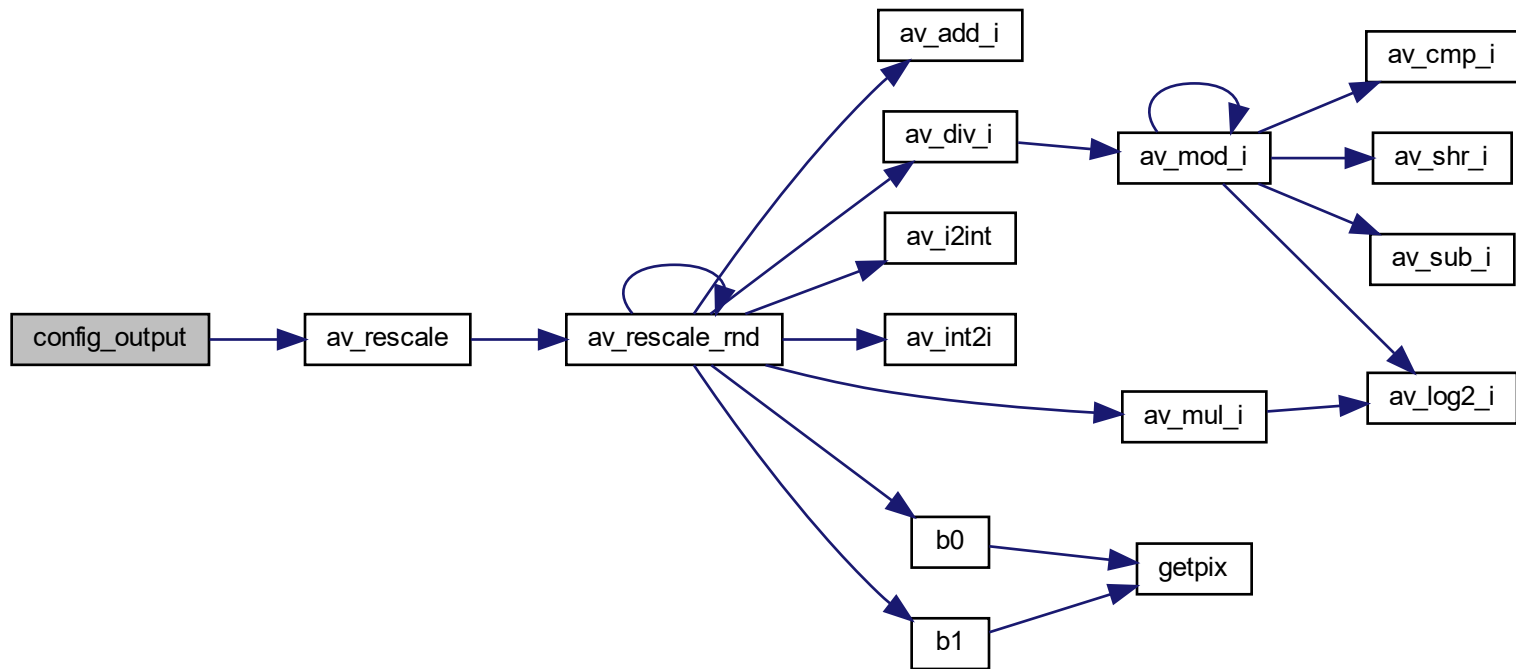 config_output
av_rescale
av_rescale_rnd
av_add_i
av_div_i
av_i2int
av_int2i
av_mul_i
b0
b1
av_mod_i
getpix
av_cmp_i
av_shr_i
av_sub_i
av_log2_i